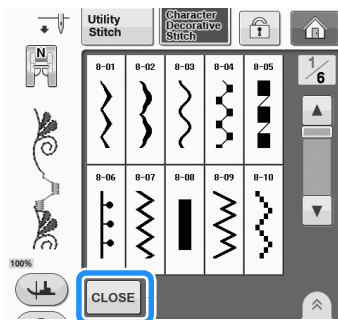 Utility
Stitch
Character
Decorative
Stitch
N
1/6
8-01 8-02 8-03 8-04 8-05
8-06 8-07 8-08 8-09 8-10
100%
CLOSE